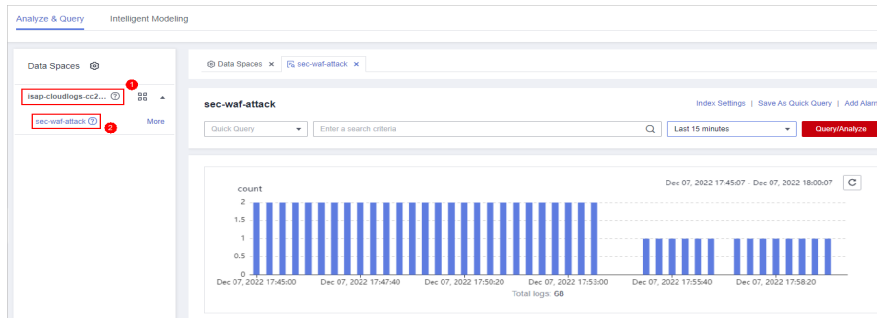 Analyze & Query Intelligent Modeling
Data Spaces
Data Spaces × sec-waf-attack ×
1
isap-cloudlogs-cc2...
sec-waf-attack 2 More
sec-waf-attack Index Settings | Save As Quick Query | Add Alarm
Quick Query Enter a search criteria Last 15 minutes Query/Analyze
Dec 07, 2022 17:45:07 - Dec 07, 2022 18:00:07
count
2
1.5
1
0.5
0
Dec 07, 2022 17:45:00 Dec 07, 2022 17:47:40 Dec 07, 2022 17:50:20 Dec 07, 2022 17:53:00 Dec 07, 2022 17:55:40 Dec 07, 2022 17:58:20
Total logs: 68